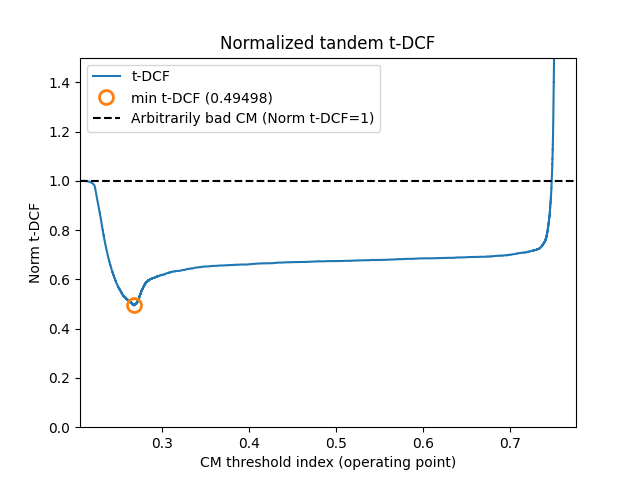 Normalized tandem t-DCF
t-DCF
min t-DCF (0.49498)
Arbitrarily bad CM (Norm t-DCF=1)
Norm t-DCF
1.4
1.2
1.0
0.8
0.6
0.4
0.2
0.0
0.3 0.4 0.5 0.6 0.7
CM threshold index (operating point)